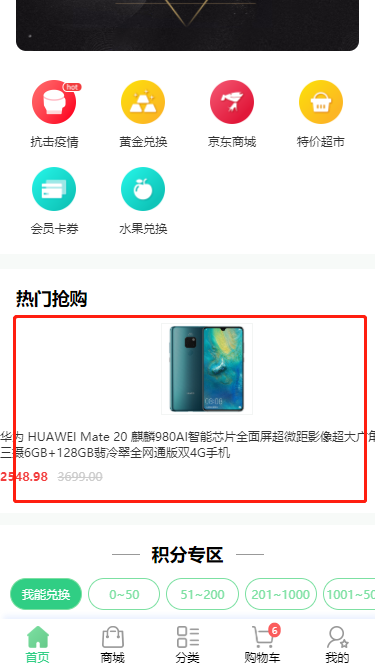 hot
抗击疫情 黄金兑换 京东商城 特价超市
会员卡券 水果兑换
热门抢购
华为 HUAWEI Mate 20 麒麟980AI智能芯片全面屏超微距影像超大广角
三摄6GB+128GB翡冷翠全网通版双4G手机
2548.98 3699.00
积分专区
我能兑换 0~50 51~200 201~1000 1001~50
6
首页 商城 分类 购物车 我的